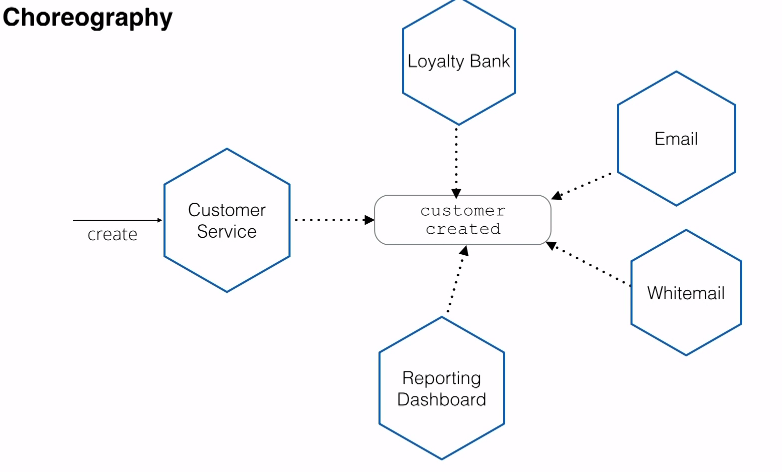 Choreography
Loyalty Bank
Email
customer
created
Customer
Service
create
Whitemail
Reporting
Dashboard